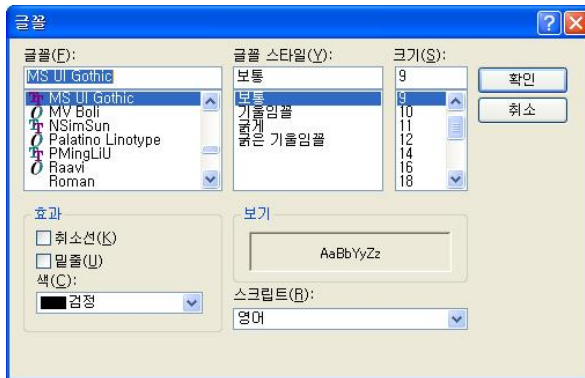 글꼴
글꼴(F):
MS UI Gothic
MS UI Gothic
MV Boli
NSimSun
Palatino Linotype
PMingLiU
Raavi
Roman
글꼴 스타일(Y):
보통
보통
기울임꼴
굵게
굵은 기울임꼴
크기(S):
9
9
10
11
12
14
16
18
확인
취소
효과
취소선(K)
밑줄(U)
색(C):
검정
보기
AaBbYyZz
스크립트(R):
영어